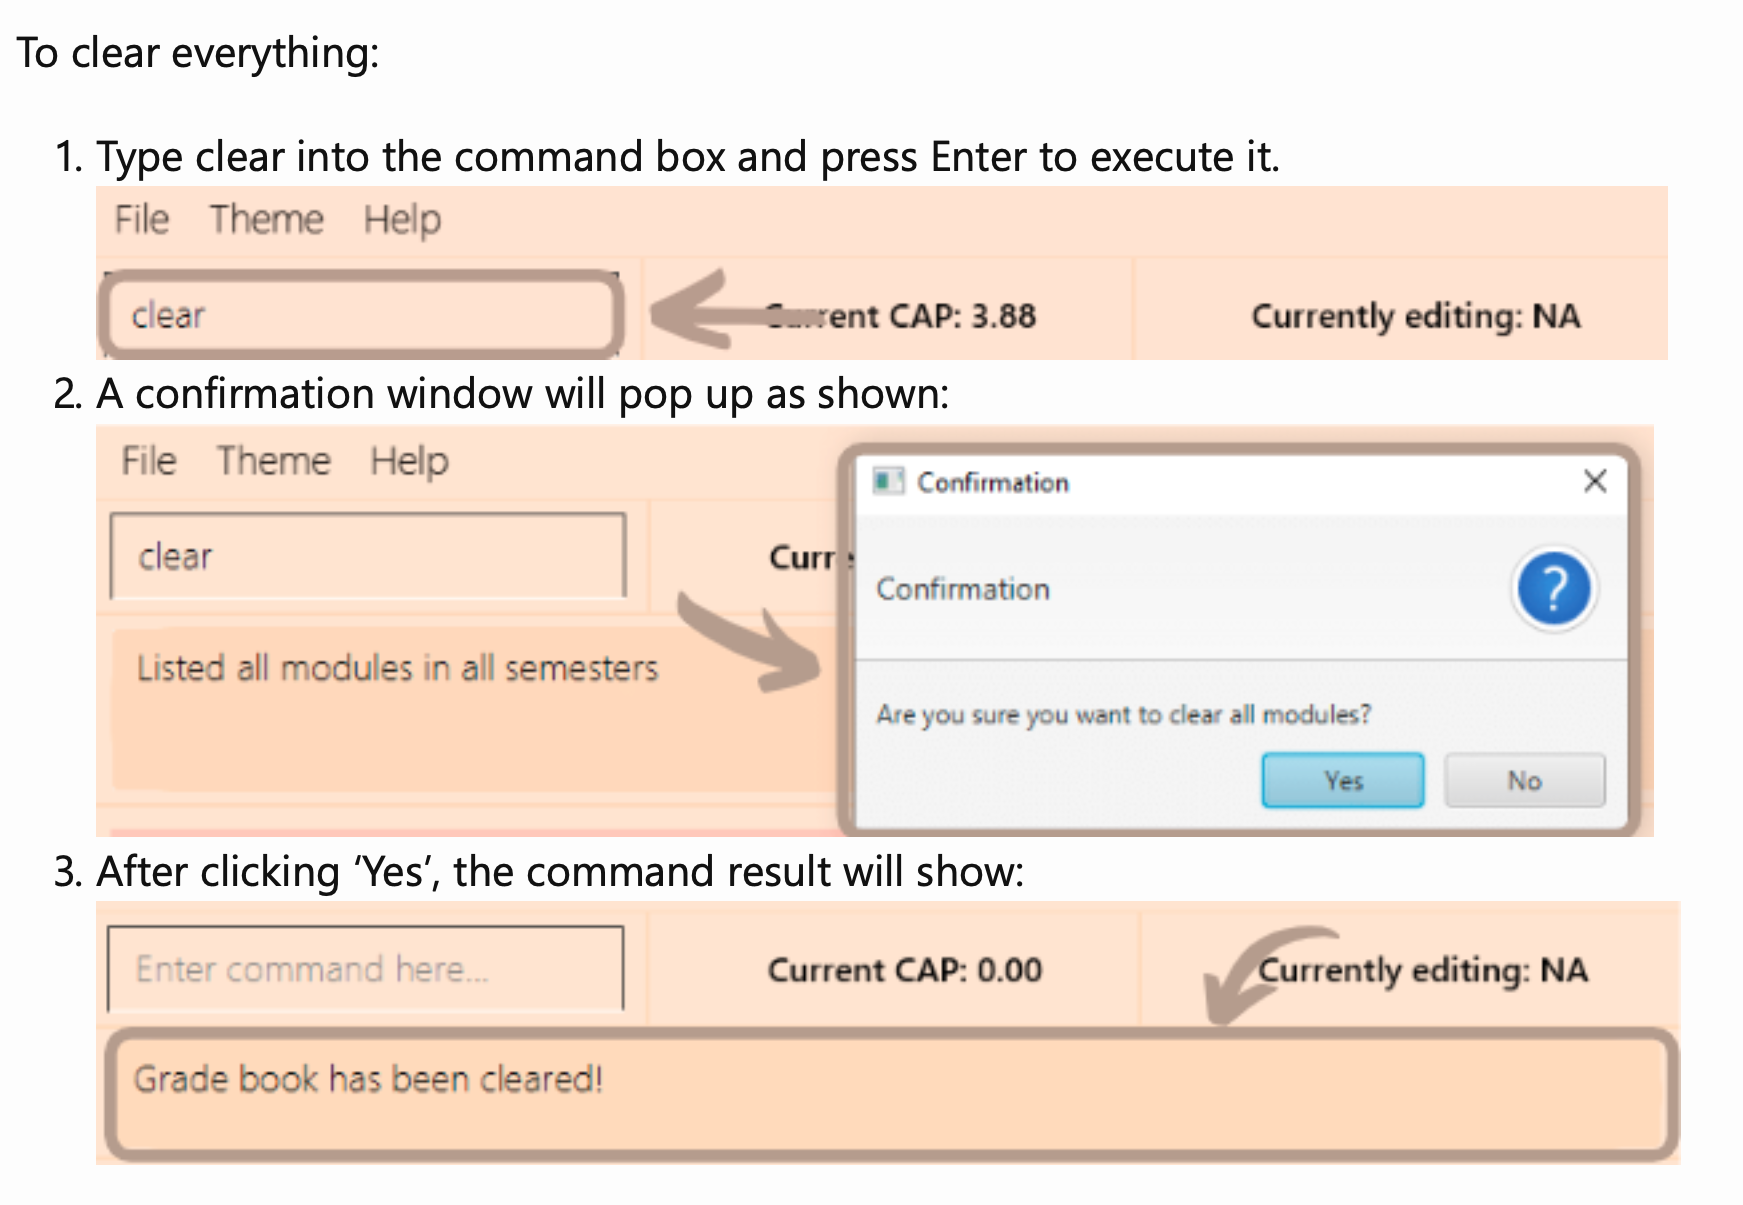 To clear everything:
1. Type clear into the command box and press Enter to execute it.
File Theme Help
clear
Current CAP: 3.88
Currently editing: NA
2. A confirmation window will pop up as shown:
File Theme Help
clear
Curre
Listed all modules in all semesters
Confirmation
Confirmation
?
Are you sure you want to clear all modules?
Yes
No
3. After clicking ‘Yes’, the command result will show:
Enter command here...
Current CAP: 0.00
Currently editing: NA
Grade book has been cleared!